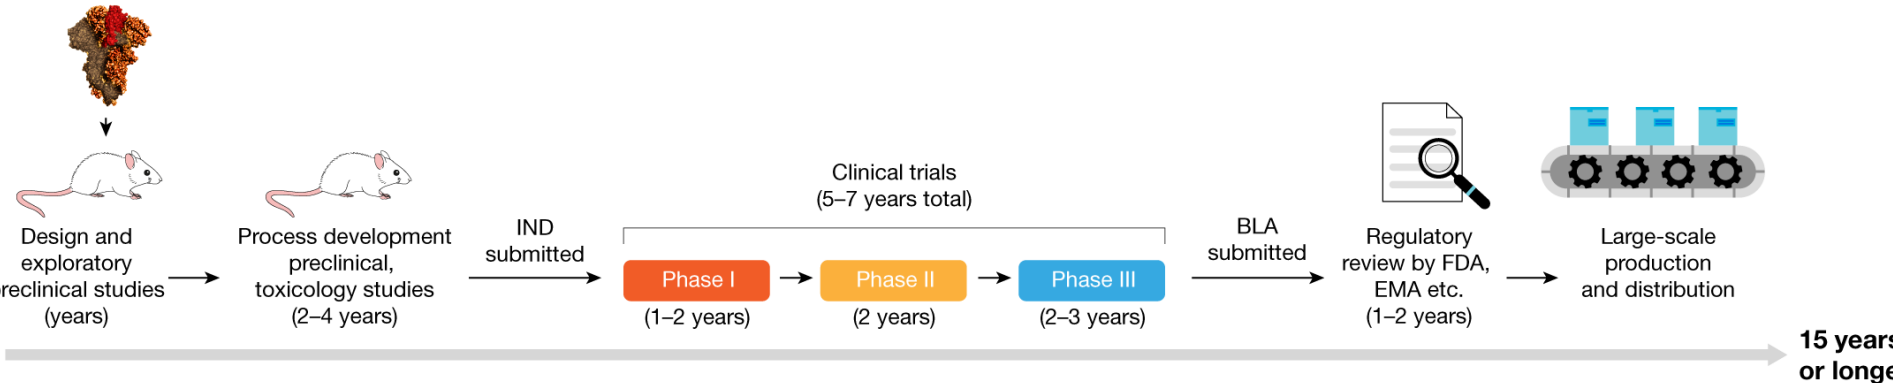 Design and
exploratory
preclinical studies
(years)
Process development
preclinical,
toxicology studies
(2–4 years)
IND
submitted
Clinical trials
(5–7 years total)
Phase I
(1–2 years)
Phase II
(2 years)
Phase III
(2–3 years)
BLA
submitted
Regulatory
review by FDA,
EMA etc.
(1–2 years)
Large-scale
production
and distribution
15 years
or longe